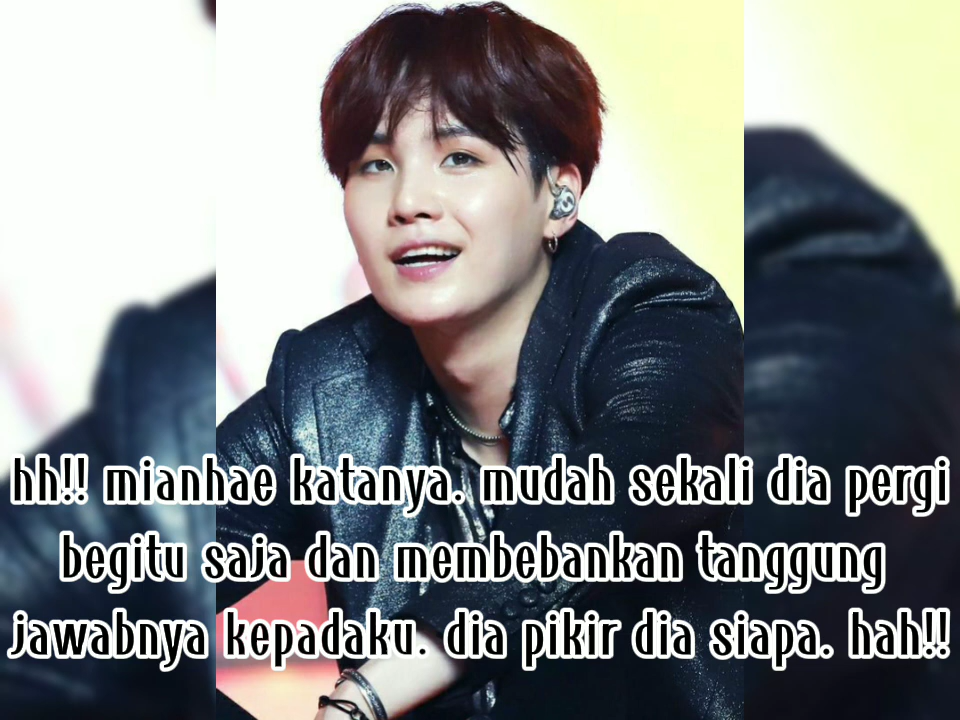 hh!! mianhae katanya. mudah sekali dia pergi
begitu saja dan membebankan tanggung
jawabnya kepadaku. dia pikir dia siapa. hah!!